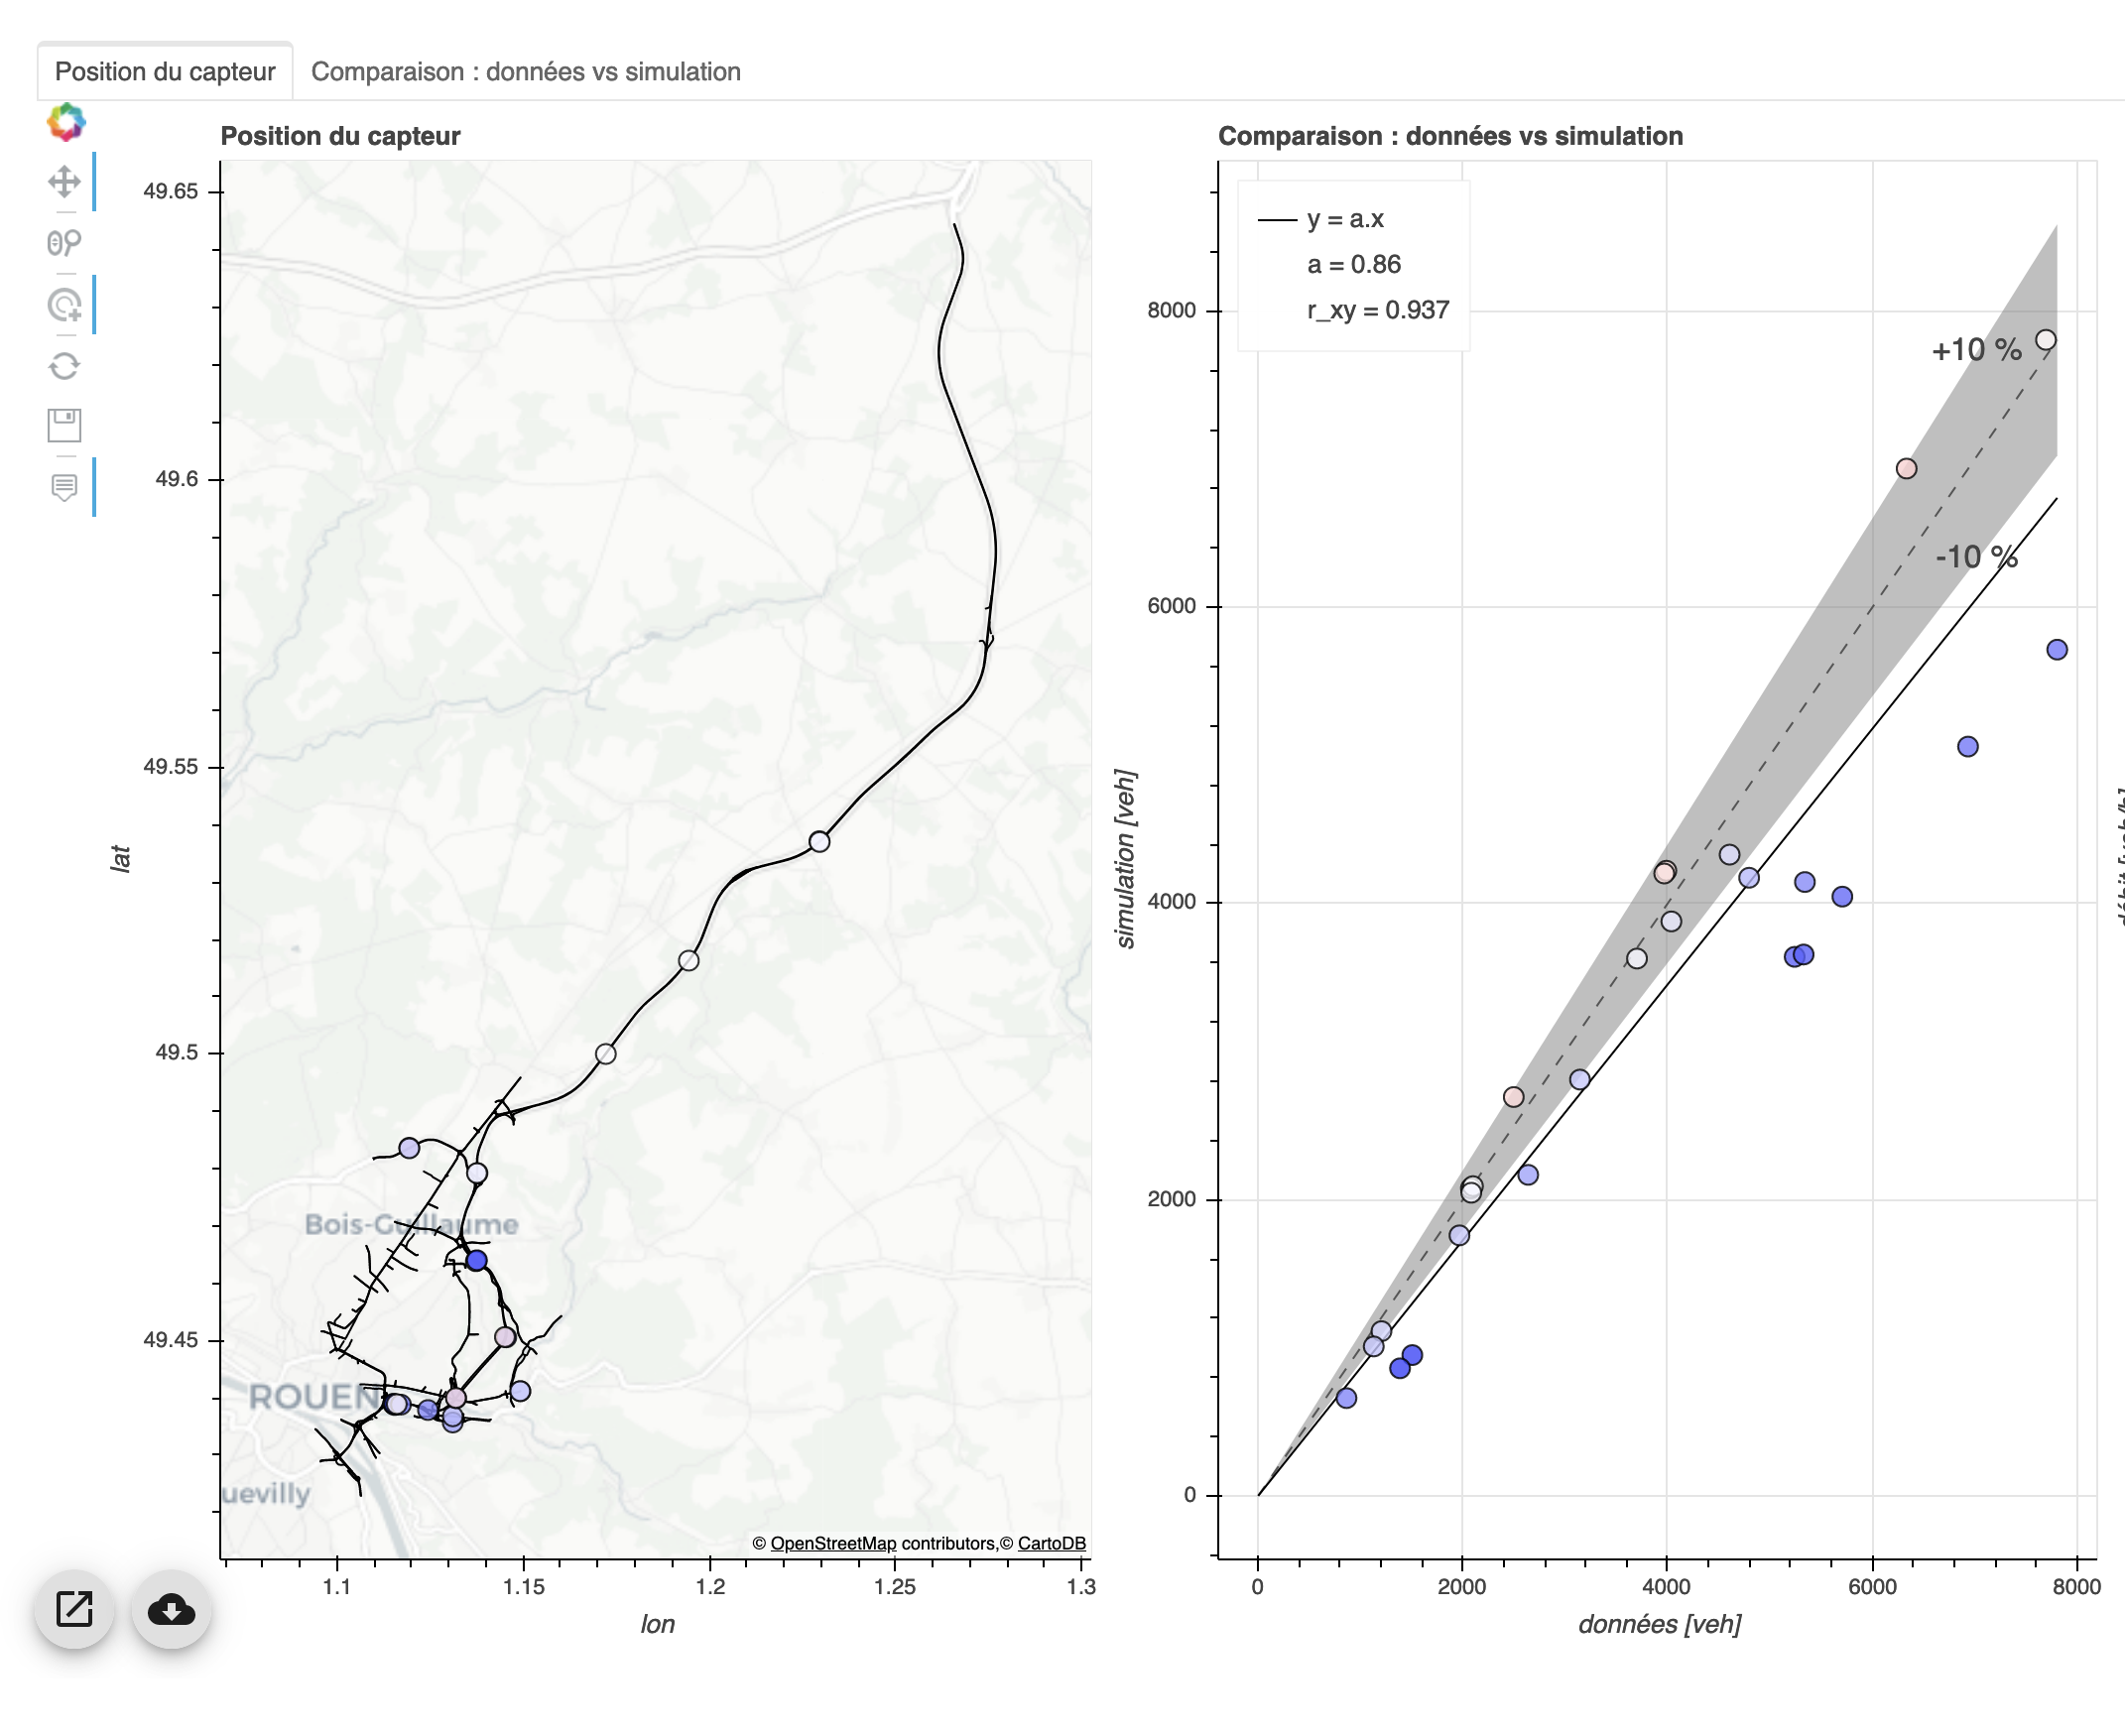 Position du capteur
Comparaison : données vs simulation
Position du capteur
49.65
49.6
49.55
49.5
49.45
lat
Bois-Guillaume
ROUEN
uevilly
© OpenStreetMap contributors,© CartoDB
1.1
1.15
1.2
1.25
1.3
lon
Comparaison : données vs simulation
y = a.x
a = 0.86
r_xy = 0.937
+10 %
-10 %
8000
6000
4000
2000
0
simulation [veh]
0
2000
4000
6000
8000
données [veh]